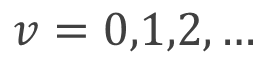 𝑣 = 0,1,2, …